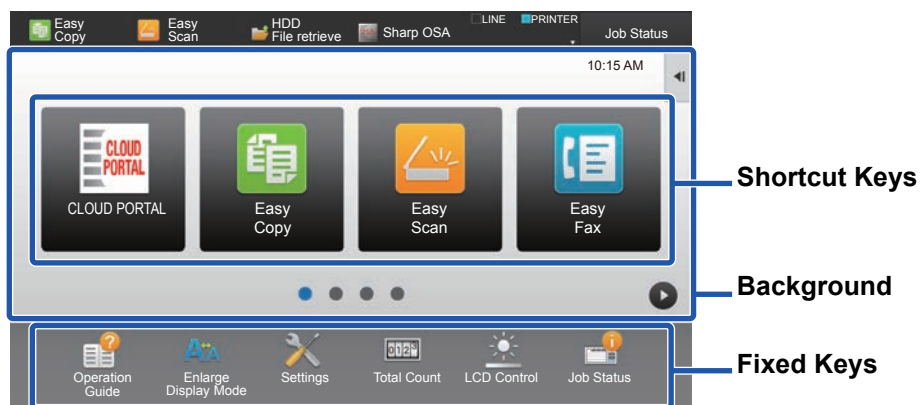 Easy
Copy
Easy
Scan
HDD
File retrieve
Sharp OSA
LINE
PRINTER
Job Status
10:15 AM
CLOUD
PORTAL
CLOUD PORTAL
Easy
Copy
Easy
Scan
Easy
Fax
Shortcut Keys
Background
Operation
Guide
Enlarge
Display Mode
Settings
Total Count
LCD Control
Job Status
Fixed Keys